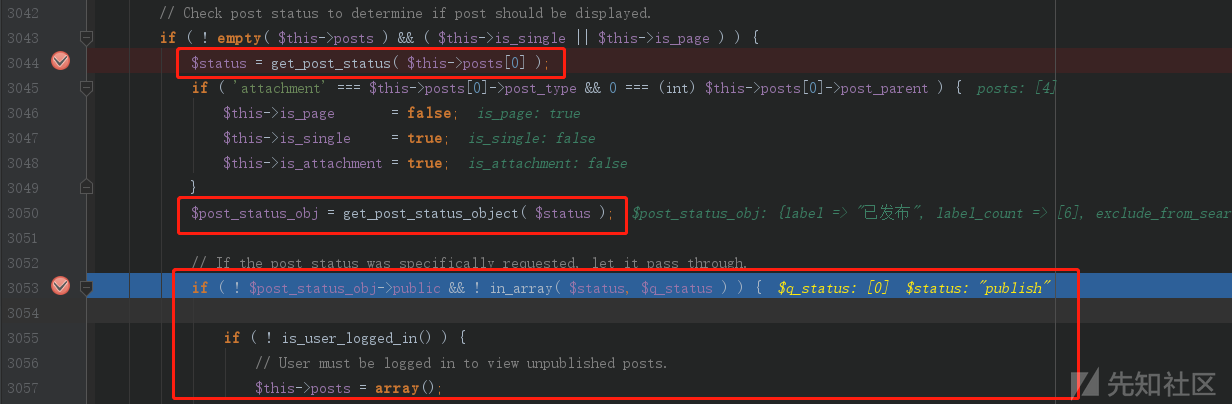 3042 // Check post status to determine if post should be displayed.
3043 if ( ! empty( $this->posts ) && ( $this->is_single || $this->is_page ) ) {
3044 $status = get_post_status( $this->posts[0] );
3045 if ( 'attachment' === $this->posts[0]->post_type && 0 === (int) $this->posts[0]->post_parent ) { posts: [4]
3046 $this->is_page = false; is_page: true
3047 $this->is_single = true; is_single: false
3048 $this->is_attachment = true; is_attachment: false
3049 }
3050 $post_status_obj = get_post_status_object( $status ); $post_status_obj: {label => "已发布", label_count => [6], exclude_from_sear
3051
3052 // If the post status was specifically requested, let it pass through.
3053 if ( ! $post_status_obj->public && ! in_array( $status, $q_status ) ) { $q_status: [0] $status: "publish"
3054
3055 if ( ! is_user_logged_in() ) {
3056 // User must be logged in to view unpublished posts.
3057 $this->posts = array();
先知社区